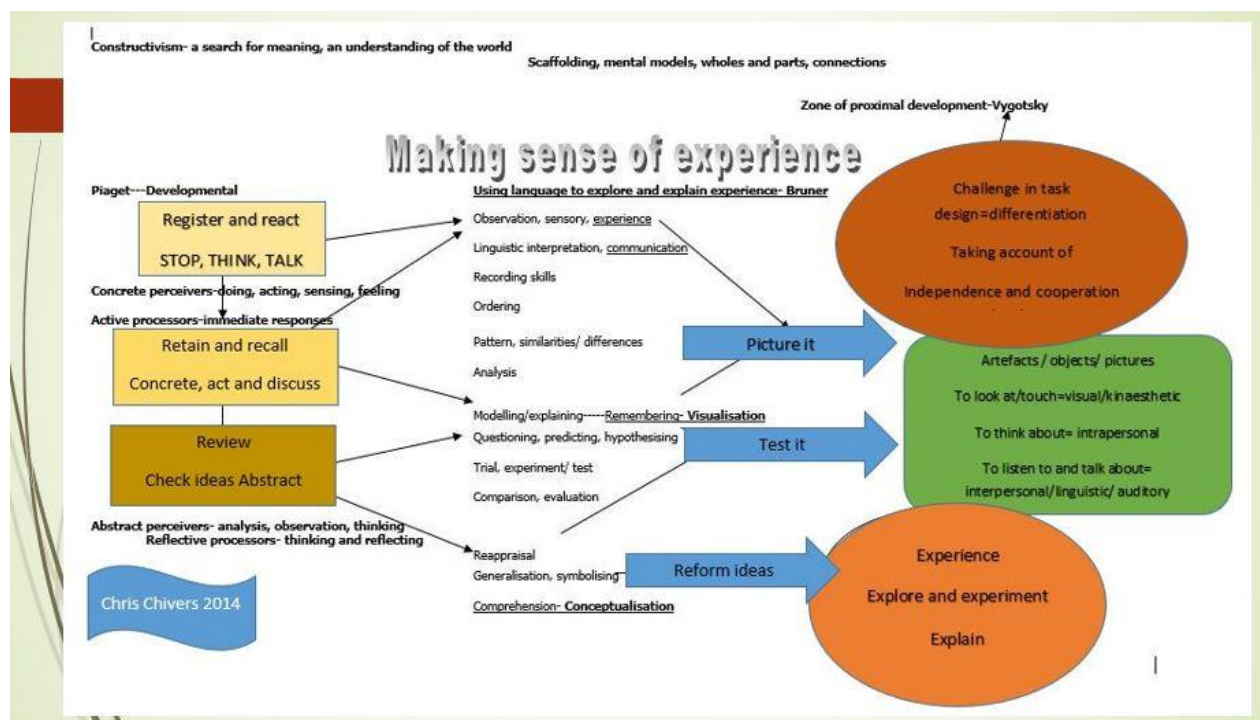 Constructivism- a search for meaning, an understanding of the world
Scaffolding, mental models, wholes and parts, connections
Zone of proximal development-Vygotsky
Making sense of experience
Piaget---Developmental
Register and react
STOP, THINK, TALK
Concrete perceivers-doing, acting, sensing, feeling
Active processors-immediate responses
Retain and recall
Concrete, act and discuss
Review
Check ideas Abstract
Abstract perceivers- analysis, observation, thinking
Reflective processors- thinking and reflecting
Chris Chivers 2014
Using language to explore and explain experience- Bruner
Observation, sensory, experience
Linguistic interpretation, communication
Recording skills
Ordering
Pattern, similarities/ differences
Analysis
Modelling/explaining-----Remembering- Visualisation
Questioning, predicting, hypothesising
Trial, experiment/ test
Comparison, evaluation
Reappraisal
Generalisation, symbolising
Comprehension- Conceptualisation
Picture it
Test it
Reform ideas
Challenge in task
design=differentiation
Taking account of
Independence and cooperation
Artefacts/ objects/ pictures
To look at/touch=visual/kinaesthetic
To think about= intrapersonal
To listen to and talk about=
interpersonal/linguistic/ auditory
Experience
Explore and experiment
Explain